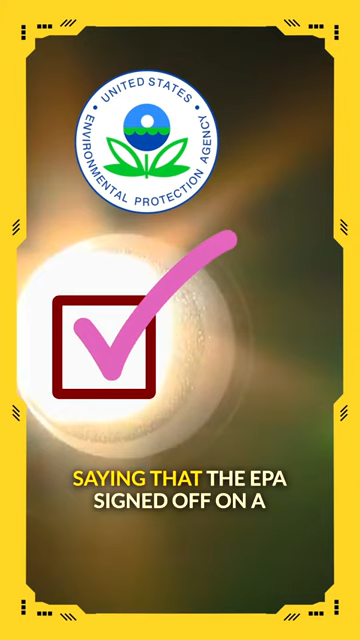 UNITED STATES
ENVIRONMENTAL PROTECTION AGENCY
SAYING THAT THE EPA
SIGNED OFF ON A